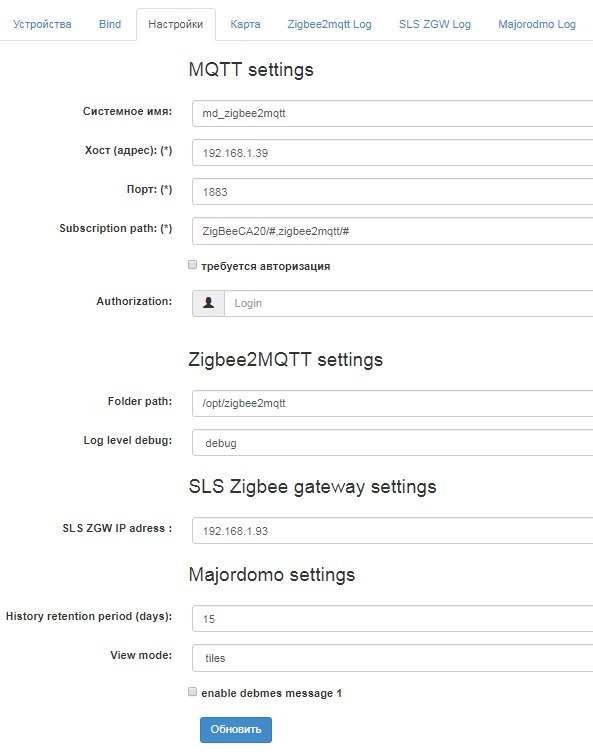 Устройства Bind Настройки Карта Zigbee2mqtt Log SLS ZGW Log Majorodmo Log
MQTT settings
Системное имя: md_zigbee2mqtt
Хост (адрес): (*) 192.168.1.39
Порт: (*) 1883
Subscription path: (*) ZigBeeCA20/#,zigbee2mqtt/#
требуется авторизация
Authorization: Login
Zigbee2MQTT settings
Folder path: /opt/zigbee2mqtt
Log level debug: debug
SLS Zigbee gateway settings
SLS ZGW IP adress : 192.168.1.93
Majordomo settings
History retention period (days): 15
View mode: tiles
enable debmes message 1
Обновить